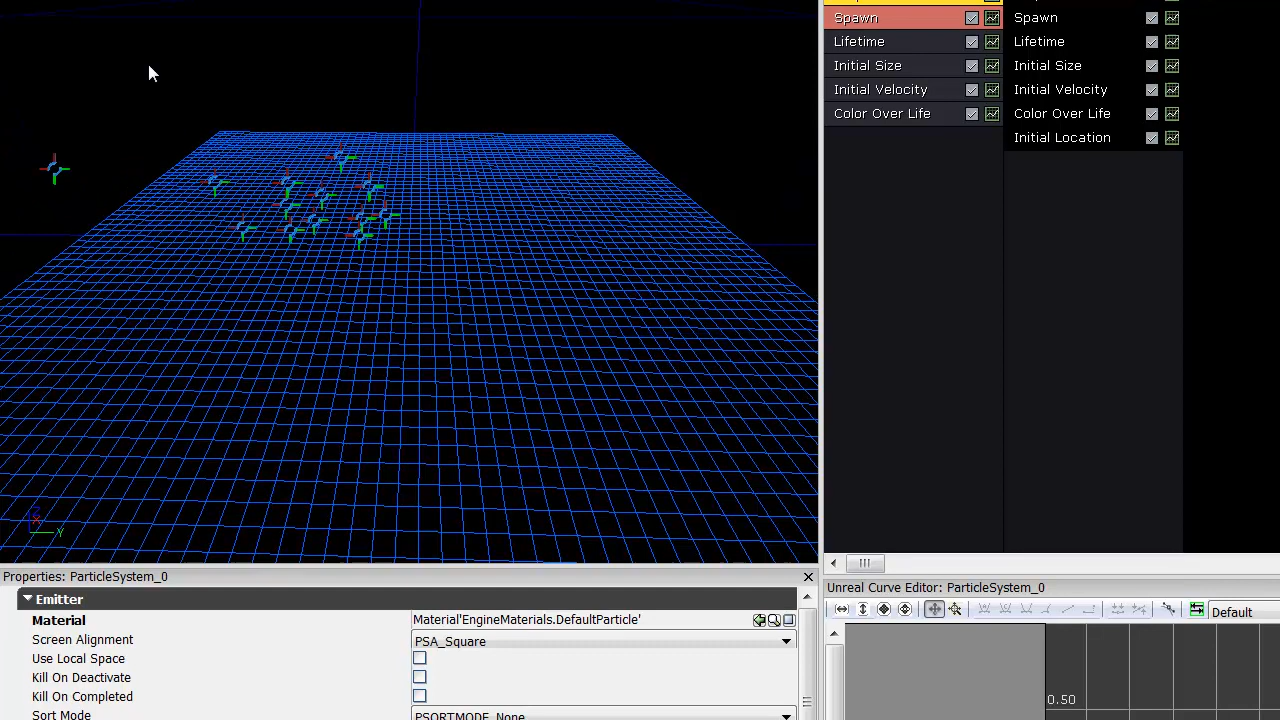 Spawn
Lifetime
Initial Size
Initial Velocity
Color Over Life
Spawn
Lifetime
Initial Size
Initial Velocity
Color Over Life
Initial Location
Z
X
Y
Properties: ParticleSystem_0
Emitter
Material
Material'EngineMaterials.DefaultParticle'
Screen Alignment
PSA_Square
Use Local Space
Kill On Deactivate
Kill On Completed
Sort Mode
PSORTMODE_None
Unreal Curve Editor: ParticleSystem_0
Default
0.50